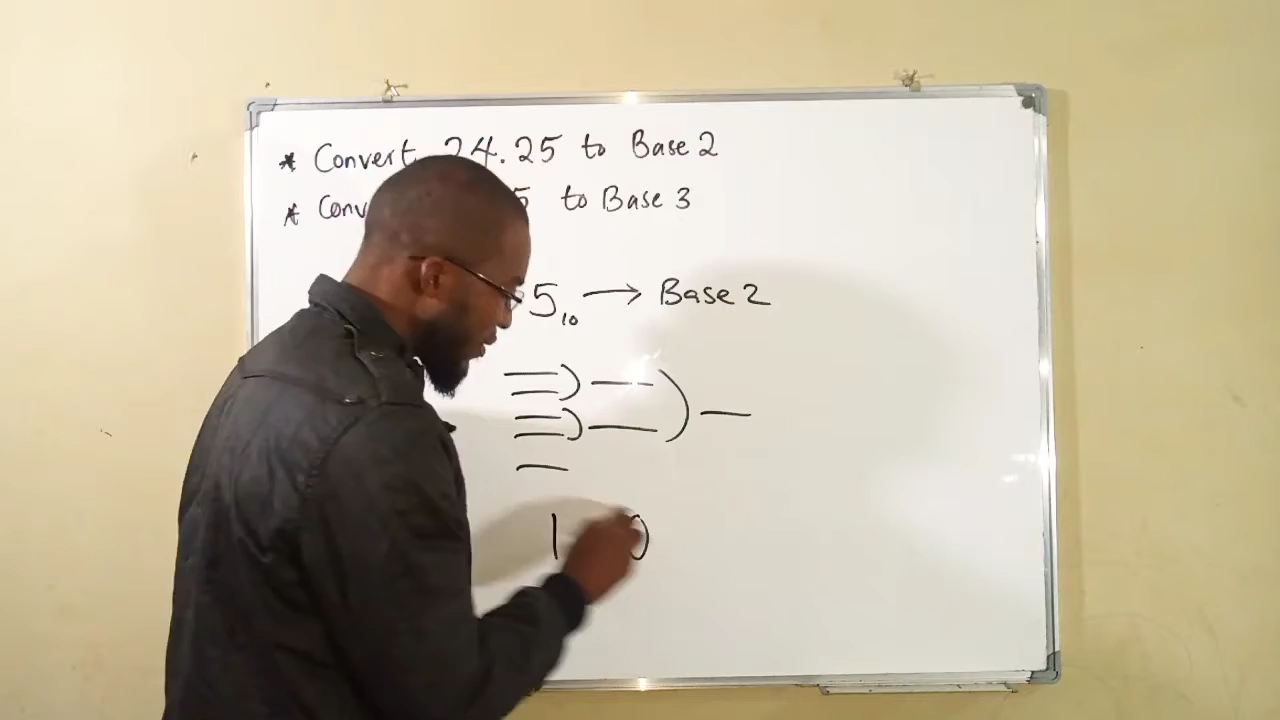 * Convert 24.25 to Base 2
* Conv 5 to Base 3
5₁₀ → Base 2
1 0